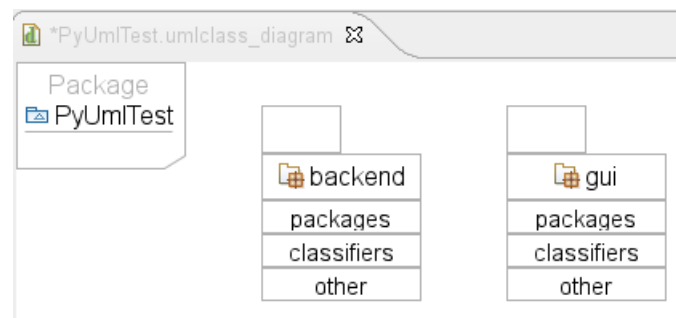 *PyUmlTest.umlclass_diagram
Package
PyUmlTest
backend
packages
classifiers
other
gui
packages
classifiers
other